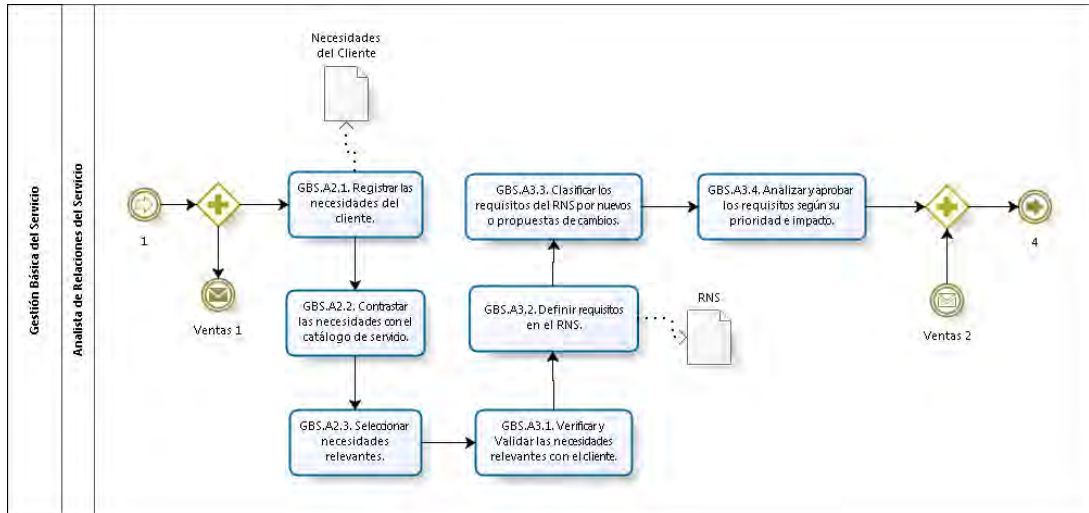 Gestión Básica del Servicio
Analista de Relaciones del Servicio
1
Ventas 1
Necesidades
del Cliente
GBS.A2.1. Registrar las
necesidades del
cliente.
GBS.A2.2. Contrastar
las necesidades con el
catálogo de servicio.
GBS.A2.3. Seleccionar
necesidades
relevantes.
GBS.A3.1. Verificar y
Validar las necesidades
relevantes con el cliente.
GBS.A3.2. Definir requisitos
en el RNS.
RNS
GBS.A3.3. Clasificar los
requisitos del RNS por nuevos
o propuestas de cambios.
GBS.A3.4. Analizar y aprobar
los requisitos según su
prioridad e impacto.
Ventas 2
4